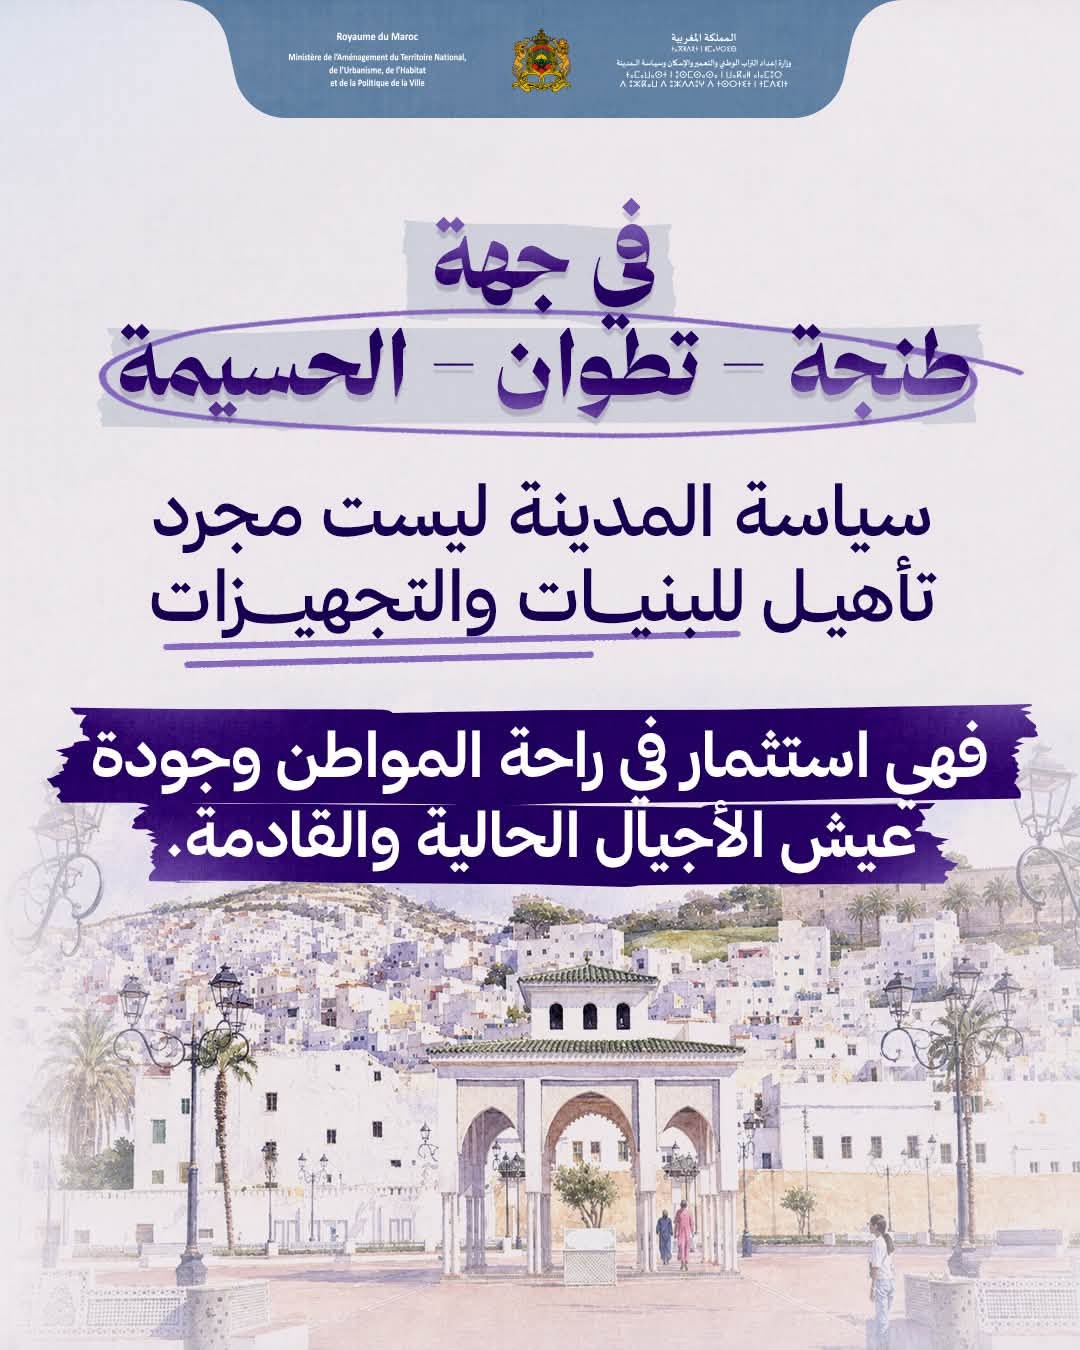 Royaume du Maroc
Ministère de l'Aménagement du Territoire National,
de l'Urbanisme, de l'Habitat
et de la Politique de la Ville
المملكة المغربية
ⵜⴰⴳⵍⴷⵉⵜ ⵏ ⵍⵎⵖⵔⵉⴱ
وزارة إعداد التراب الوطني والتعمير والإسكان وسياسة المدينة
في جهة
طنجة – تطوان – الحسيمة
سياسة المدينة ليست مجرد
تأهيل للبنيات والتجهيزات
فهي استثمار في راحة المواطن وجودة
عيش الأجيال الحالية والقادمة.